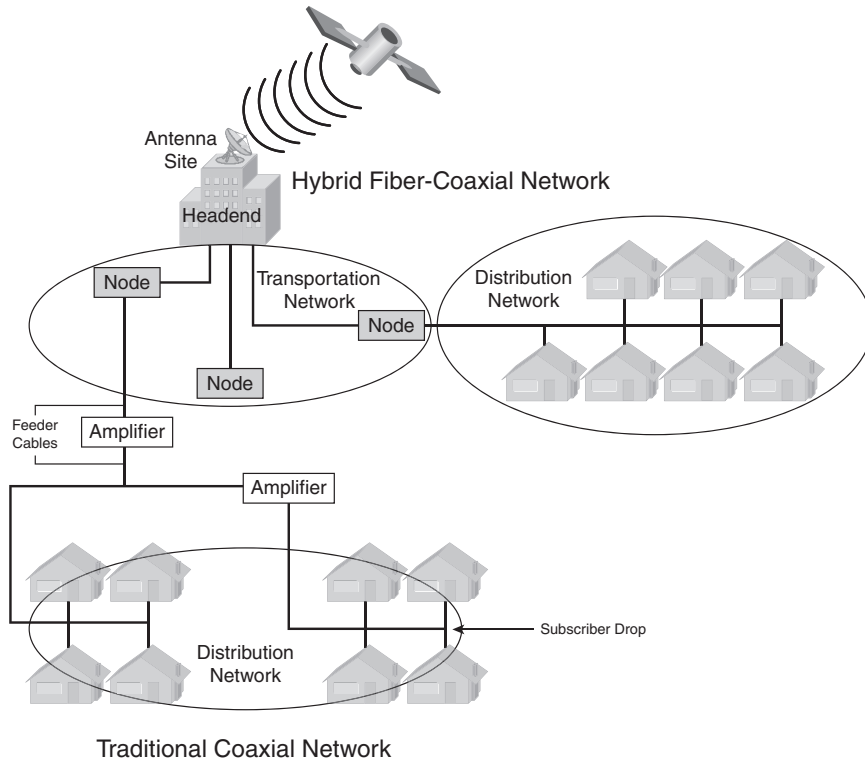 Antenna
Site
Hybrid Fiber-Coaxial Network
Headend
Node
Transportation
Network
Node
Node
Distribution
Network
Feeder
Cables
Amplifier
Amplifier
Subscriber Drop
Distribution
Network
Traditional Coaxial Network